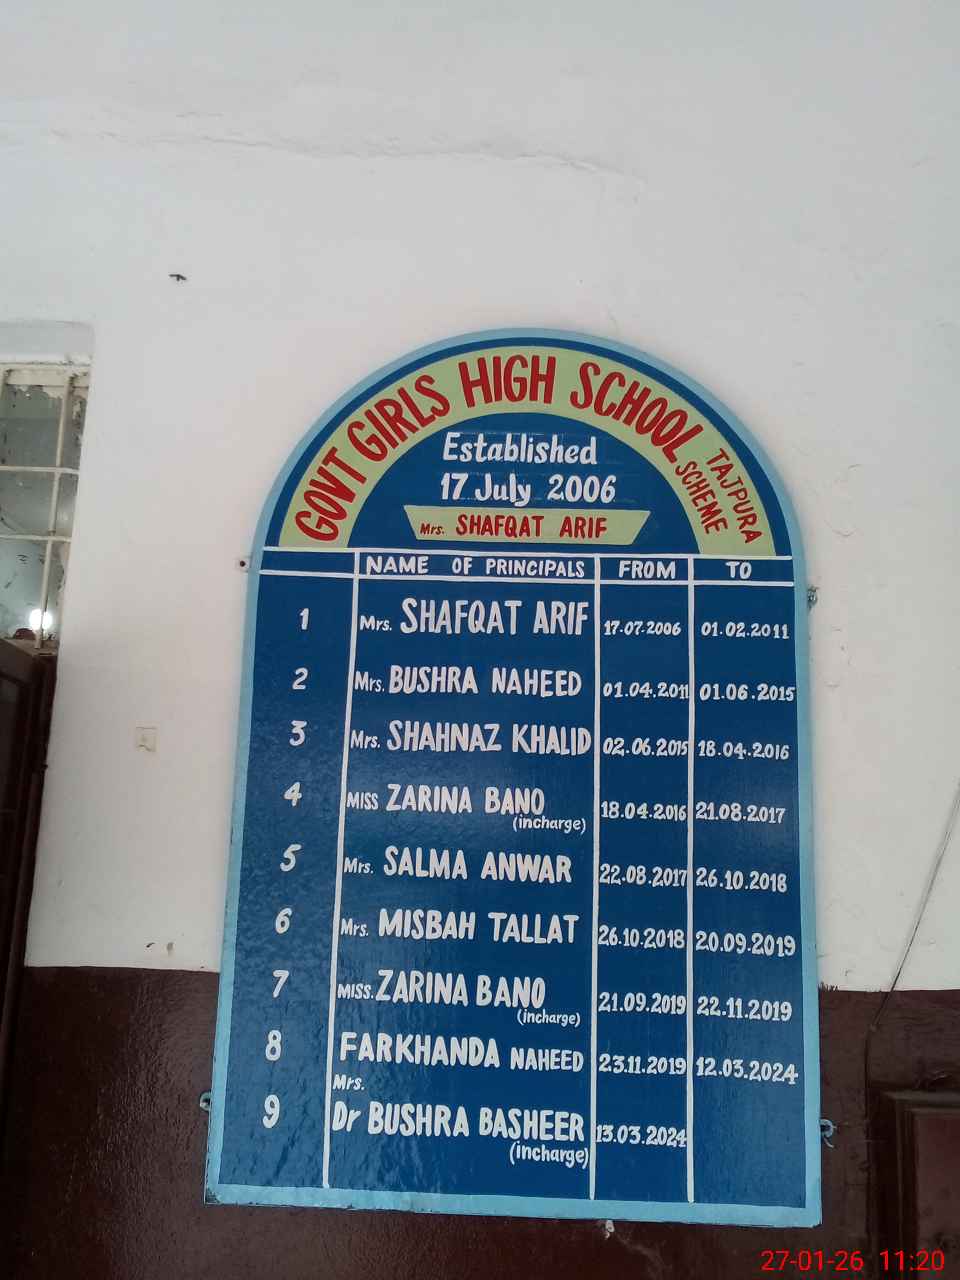 GOVT GIRLS HIGH SCHOOL
TAJPURA
SCHEME
Established
17 July 2006
Mrs. SHAFQAT ARIF
NAME OF PRINCIPALS FROM TO
1 Mrs. SHAFQAT ARIF 17.07.2006 01.02.2011
2 Mrs. BUSHRA NAHEED 01.04.2011 01.06.2015
3 Mrs. SHAHNAZ KHALID 02.06.2015 18.04.2016
4 MISS ZARINA BANO 18.04.2016 21.08.2017
(incharge)
5 Mrs. SALMA ANWAR 22.08.2017 26.10.2018
6 Mrs. MISBAH TALLAT 26.10.2018 20.09.2019
7 MISS. ZARINA BANO 21.09.2019 22.11.2019
(incharge)
8 FARKHANDA NAHEED 23.11.2019 12.03.2024
Mrs.
9 Dr BUSHRA BASHEER 13.03.2024
(incharge)
27-01-26 11:20